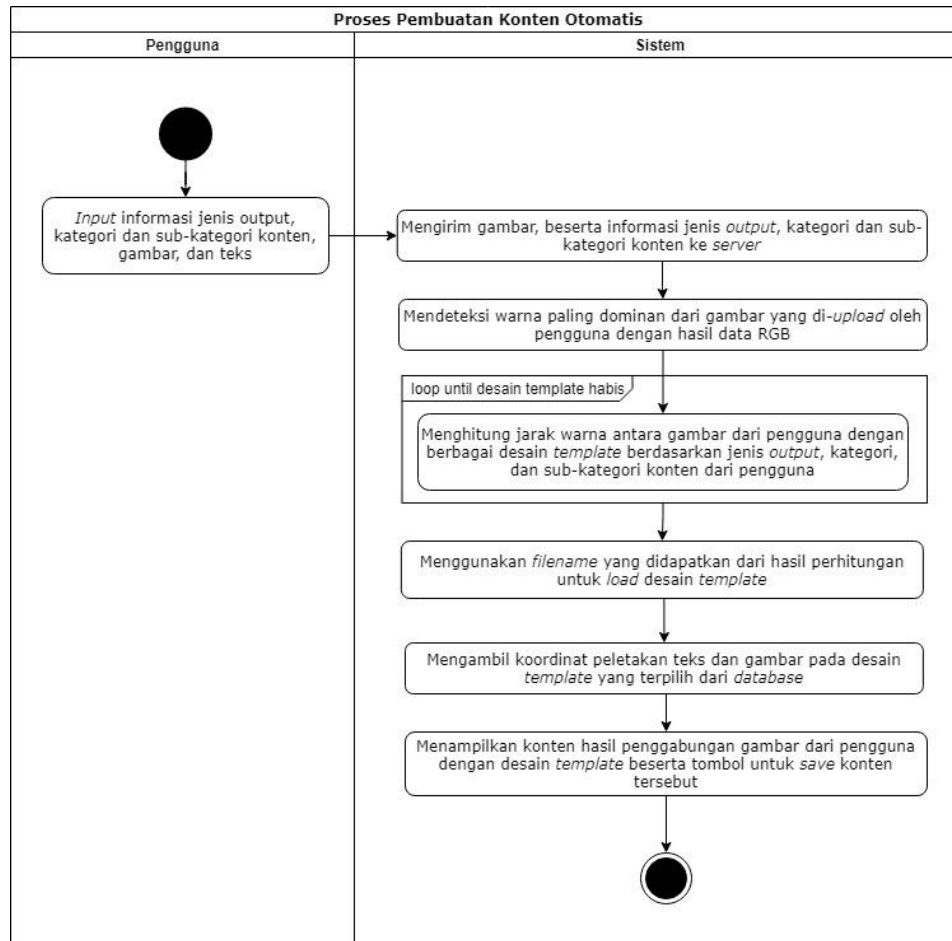 Proses Pembuatan Konten Otomatis
Pengguna
Sistem
Input informasi jenis output,
kategori dan sub-kategori konten,
gambar, dan teks
Mengirim gambar, beserta informasi jenis output, kategori dan sub-
kategori konten ke server
Mendeteksi warna paling dominan dari gambar yang di-upload oleh
pengguna dengan hasil data RGB
loop until desain template habis
Menghitung jarak warna antara gambar dari pengguna dengan
berbagai desain template berdasarkan jenis output, kategori,
dan sub-kategori konten dari pengguna
Menggunakan filename yang didapatkan dari hasil perhitungan
untuk load desain template
Mengambil koordinat peletakan teks dan gambar pada desain
template yang terpilih dari database
Menampilkan konten hasil penggabungan gambar dari pengguna
dengan desain template beserta tombol untuk save konten
tersebut